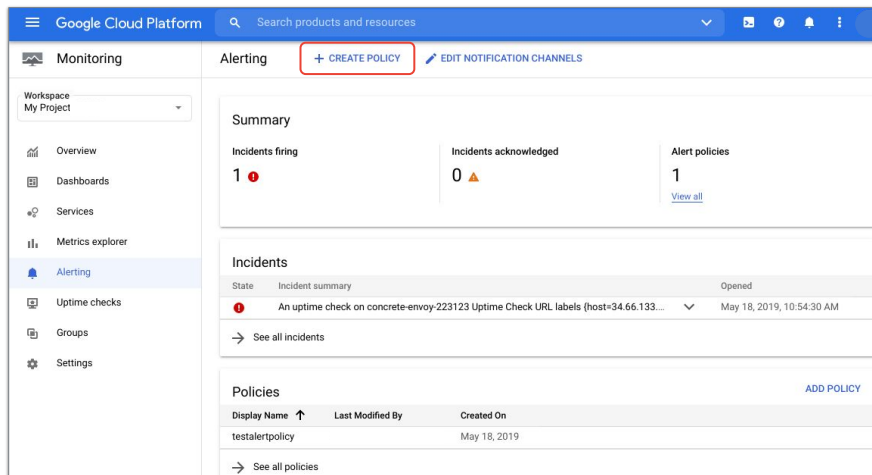 Google Cloud Platform
Search products and resources
Monitoring
Alerting
+ CREATE POLICY
EDIT NOTIFICATION CHANNELS
Workspace
My Project
Overview
Dashboards
Services
Metrics explorer
Alerting
Uptime checks
Groups
Settings
Summary
Incidents firing
Incidents acknowledged
Alert policies
1
0
1
View all
Incidents
State
Incident summary
Opened
An uptime check on concrete-envoy-223123 Uptime Check URL labels {host=34.66.133....
May 18, 2019, 10:54:30 AM
See all incidents
Policies
ADD POLICY
Display Name
Last Modified By
Created On
testalertpolicy
May 18, 2019
See all policies